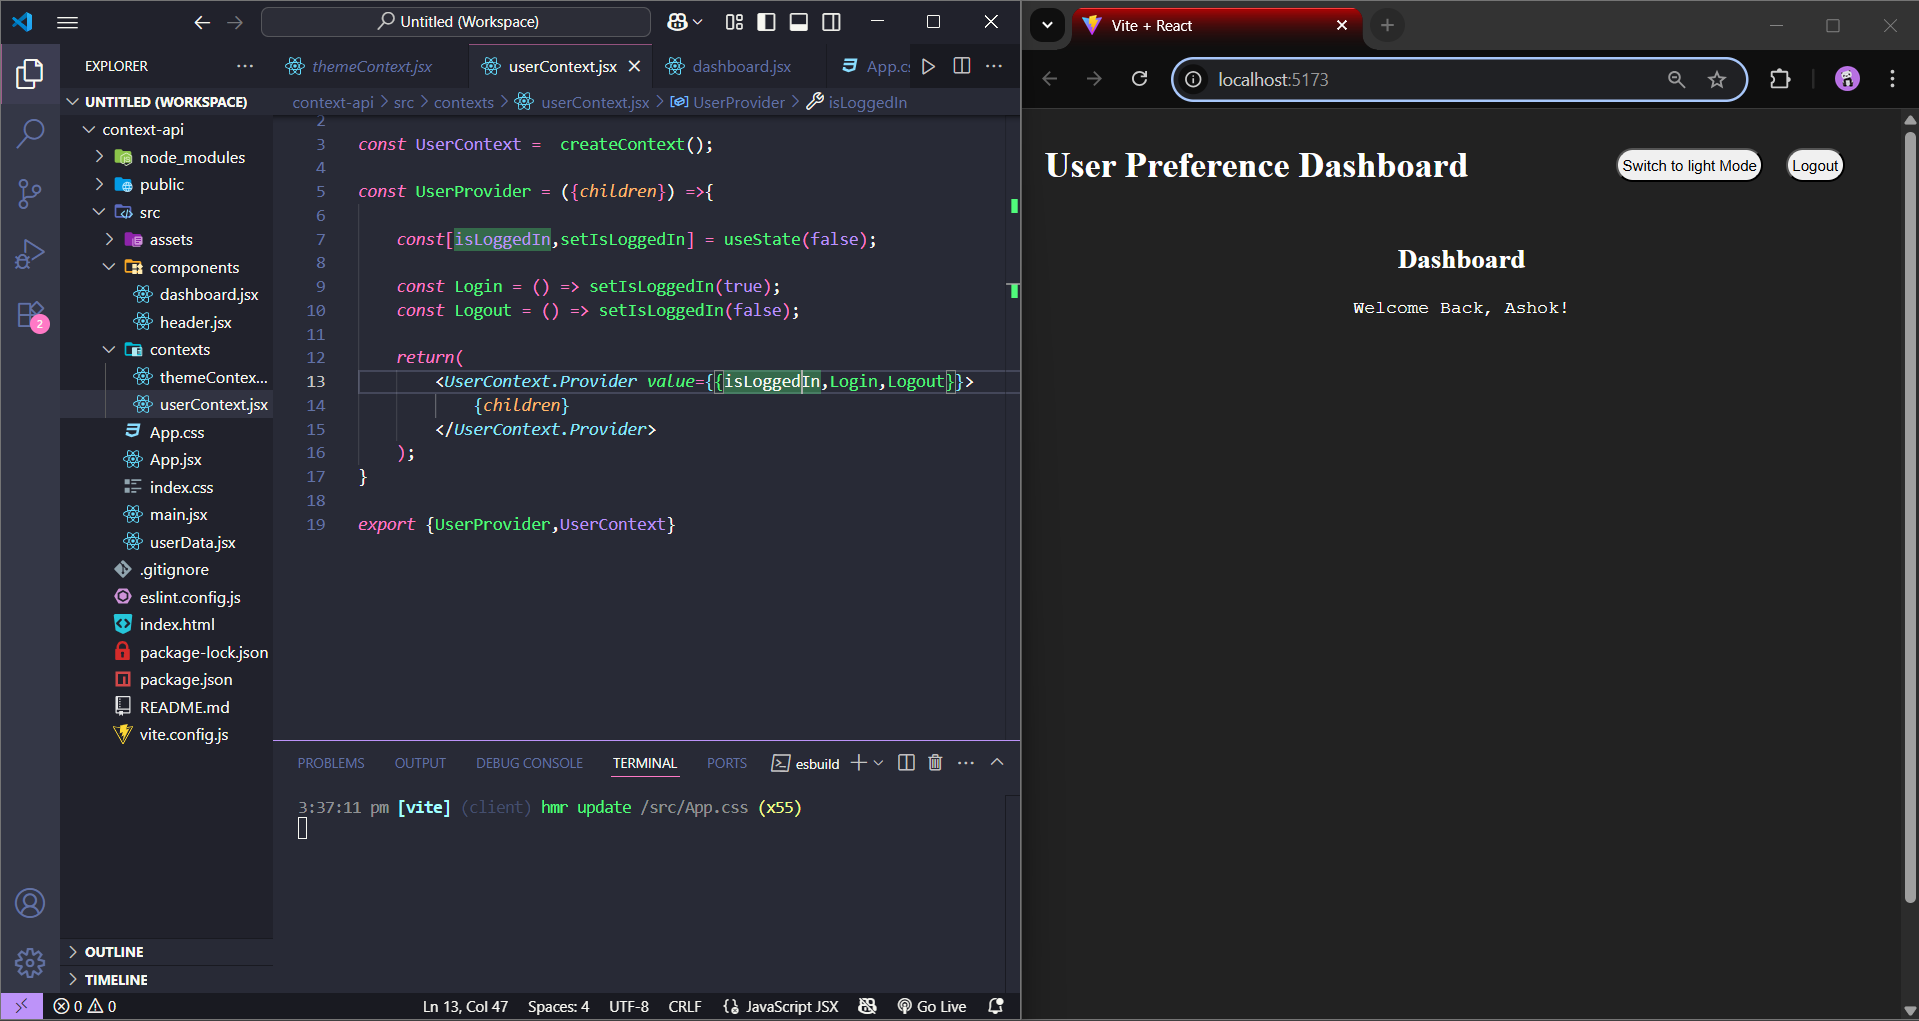 Untitled (Workspace)
EXPLORER
UNTITLED (WORKSPACE)
context-api
node_modules
public
src
assets
components
dashboard.jsx
header.jsx
contexts
themeContex...
userContext.jsx
App.css
App.jsx
index.css
main.jsx
userData.jsx
.gitignore
eslint.config.js
index.html
package-lock.json
package.json
README.md
vite.config.js
OUTLINE
TIMELINE
2
themeContext.jsx userContext.jsx dashboard.jsx App.cs
context-api > src > contexts > userContext.jsx > UserProvider > isLoggedIn
2
3 const UserContext =  createContext();
4
5 const UserProvider = ({children}) =>{
6
7 const[isLoggedIn,setIsLoggedIn] = useState(false);
8
9 const Login = () => setIsLoggedIn(true);
10 const Logout = () => setIsLoggedIn(false);
11
12 return(
13 <UserContext.Provider value={{isLoggedIn,Login,Logout}}>
14 {children}
15 </UserContext.Provider>
16 );
17 }
18
19 export {UserProvider,UserContext}
PROBLEMS OUTPUT DEBUG CONSOLE TERMINAL PORTS esbuild
3:37:11 pm [vite] (client) hmr update /src/App.css (x55)
0 0 Ln 13, Col 47 Spaces: 4 UTF-8 CRLF {} JavaScript JSX Go Live
Vite + React
localhost:5173
User Preference Dashboard
Switch to light Mode
Logout
Dashboard
Welcome Back, Ashok!